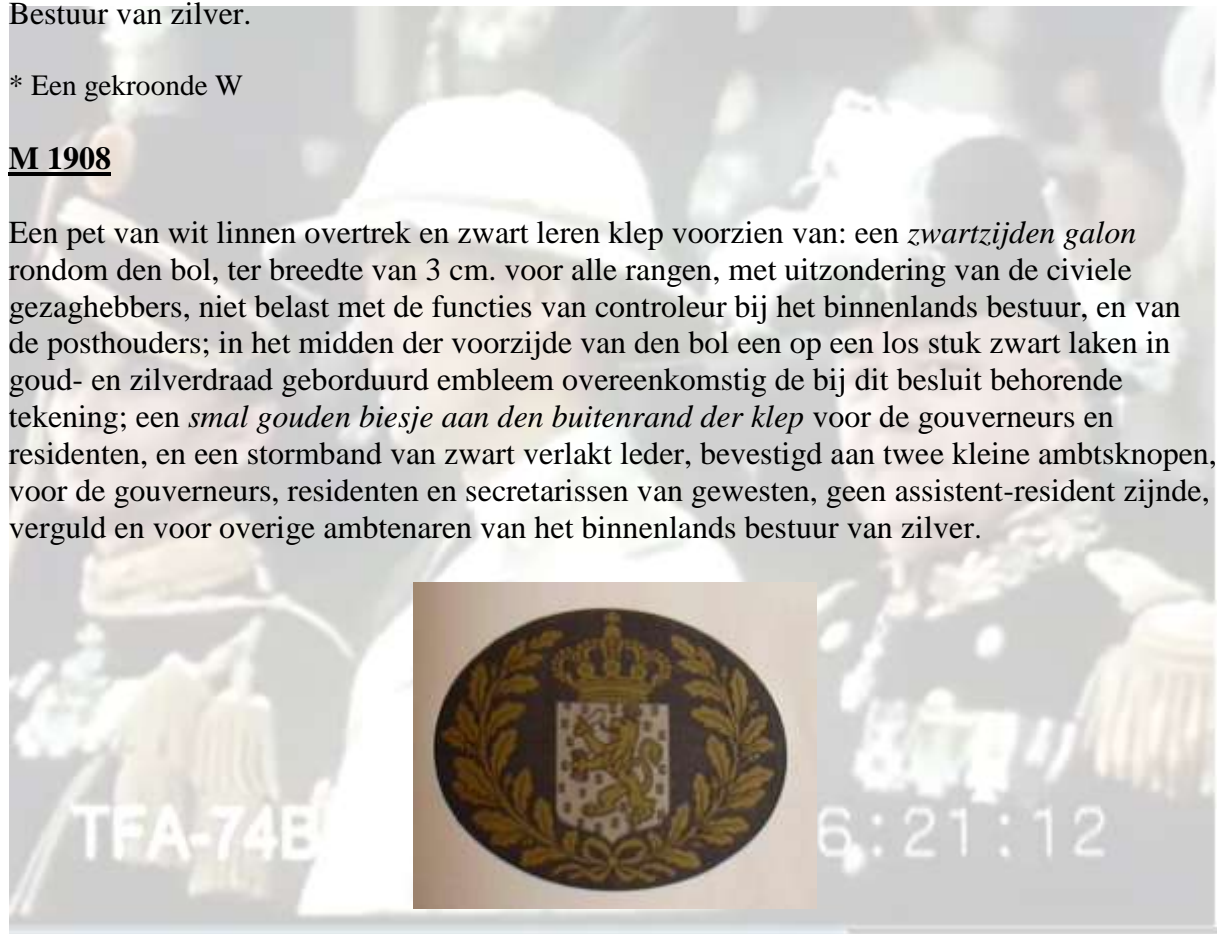 Bestuur van zilver.
* Een gekroonde W
M 1908
Een pet van wit linnen overtrek en zwart leren klep voorzien van: een zwartzijden galon
rondom den bol, ter breedte van 3 cm. voor alle rangen, met uitzondering van de civiele
gezaghebbers, niet belast met de functies van controleur bij het binnenlands bestuur, en van
de posthouders; in het midden der voorzijde van den bol een op een los stuk zwart laken in
goud- en zilverdraad geborduurd embleem overeenkomstig de bij dit besluit behorende
tekening; een smal gouden biesje aan den buitenrand der klep voor de gouverneurs en
residenten, en een stormband van zwart verlakt leder, bevestigd aan twee kleine ambtsknopen,
voor de gouverneurs, residenten en secretarissen van gewesten, geen assistent-resident zijnde,
verguld en voor overige ambtenaren van het binnenlands bestuur van zilver.
TFA-74B 6:21:12